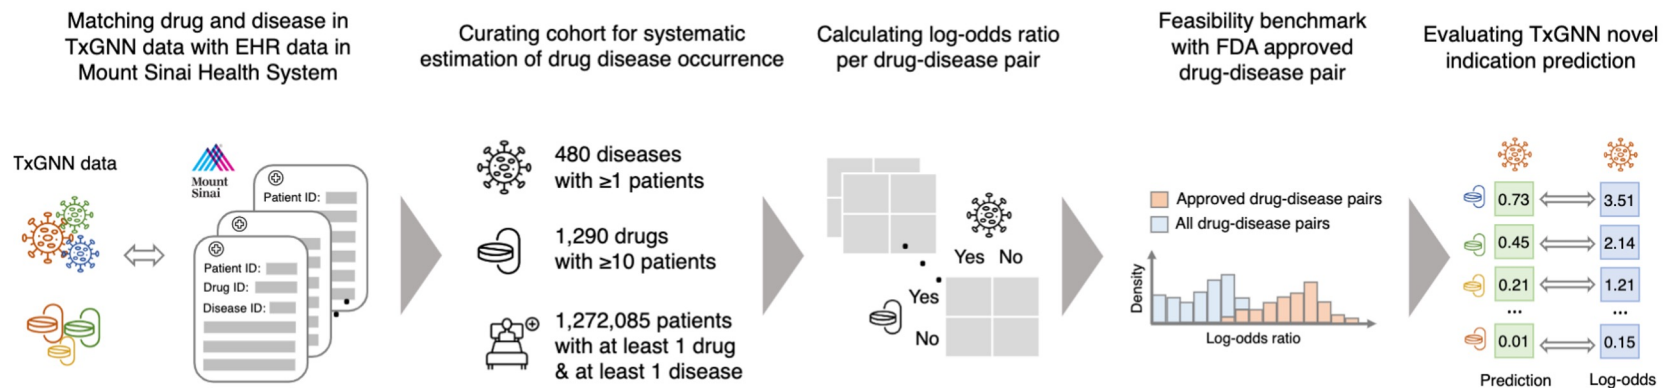 Matching drug and disease in
TxGNN data with EHR data in
Mount Sinai Health System
Curating cohort for systematic
estimation of drug disease occurrence
Calculating log-odds ratio
per drug-disease pair
Feasibility benchmark
with FDA approved
drug-disease pair
Evaluating TxGNN novel
indication prediction
TxGNN data
Mount
Sinai
Patient ID:
Patient ID:
Drug ID:
Disease ID:
480 diseases
with ≥1 patients
1,290 drugs
with ≥10 patients
1,272,085 patients
with at least 1 drug
& at least 1 disease
Yes No
Yes
No
Approved drug-disease pairs
All drug-disease pairs
Density
Log-odds ratio
0.73 3.51
0.45 2.14
0.21 1.21
... ...
0.01 0.15
Prediction Log-odds